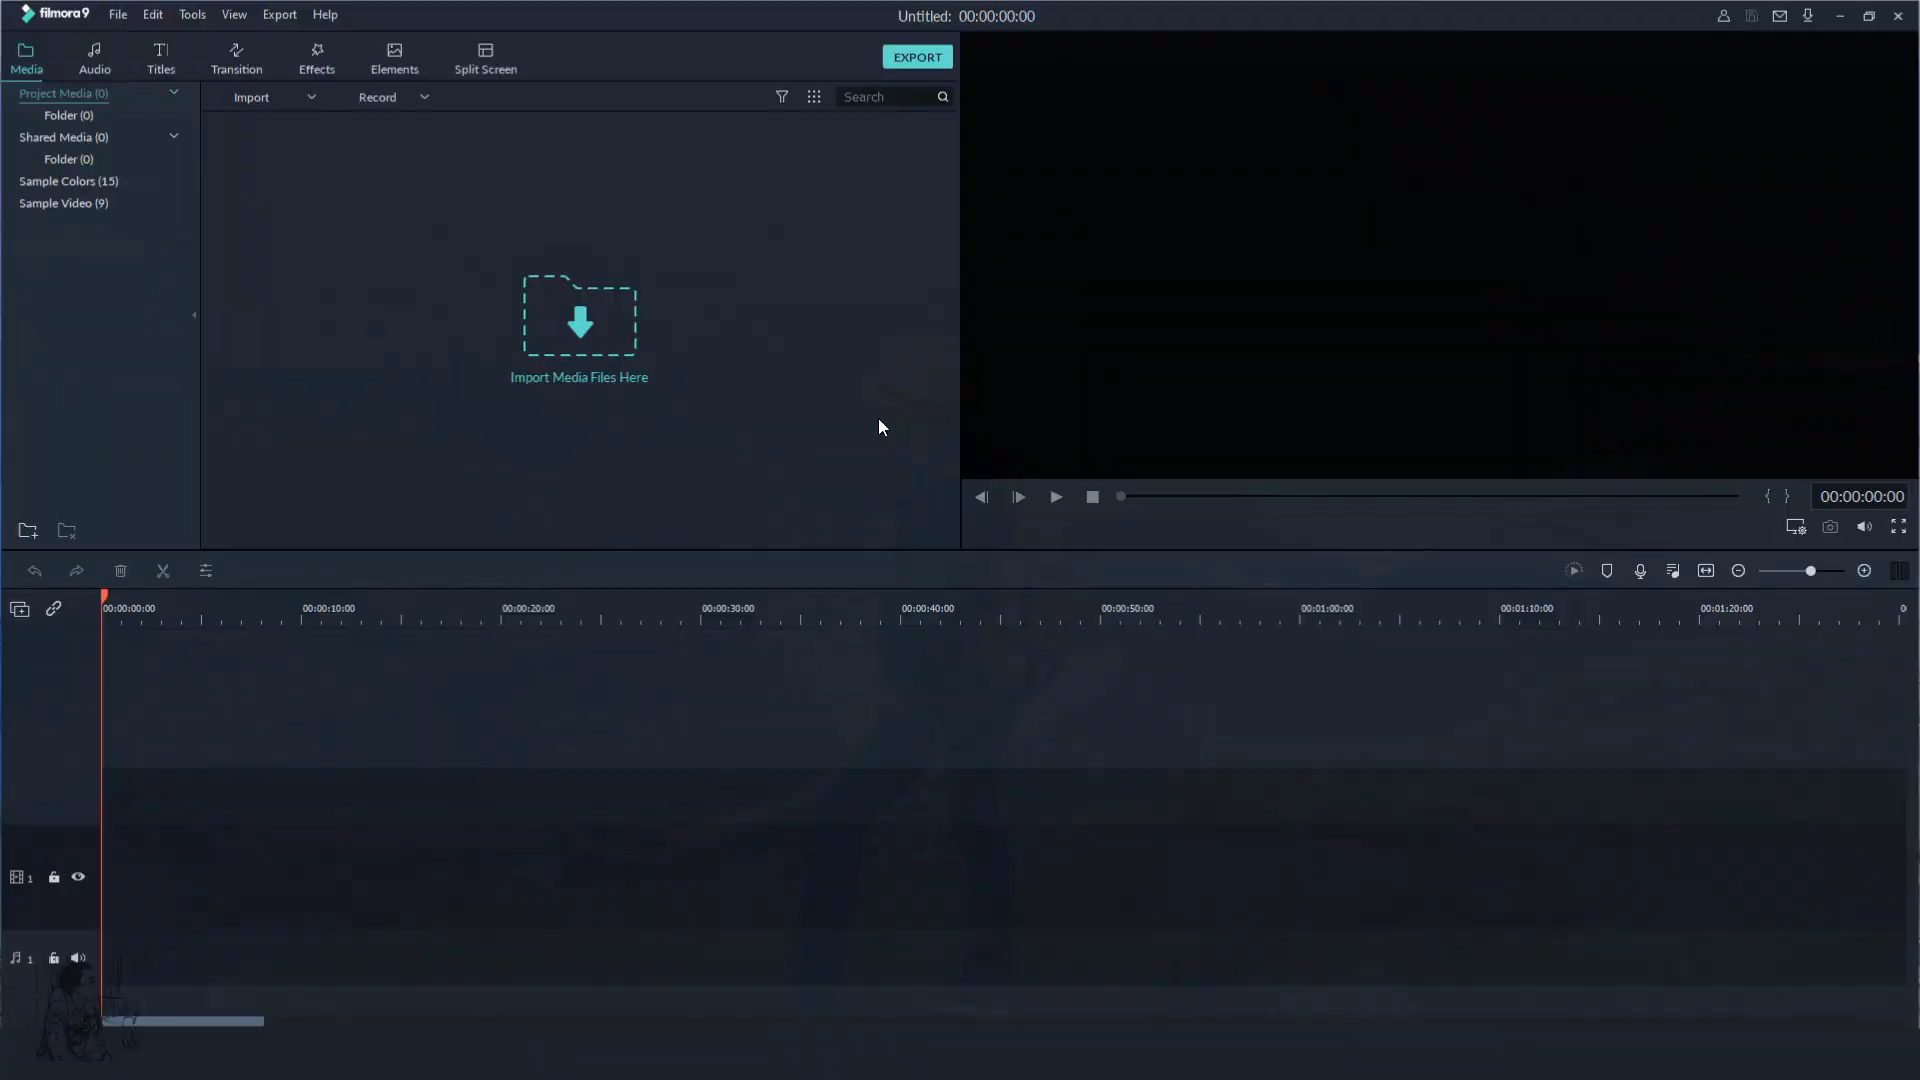 filmora9 File Edit Tools View Export Help
Untitled: 00:00:00:00
Media Audio Titles Transition Effects Elements Split Screen
EXPORT
Project Media (0)
Folder (0)
Shared Media (0)
Folder (0)
Sample Colors (15)
Sample Video (9)
Import Record Search
Import Media Files Here
00:00:00:00
00:00:00:00 00:00:10:00 00:00:20:00 00:00:30:00 00:00:40:00 00:00:50:00 00:01:00:00 00:01:10:00 00:01:20:00 0
1
1